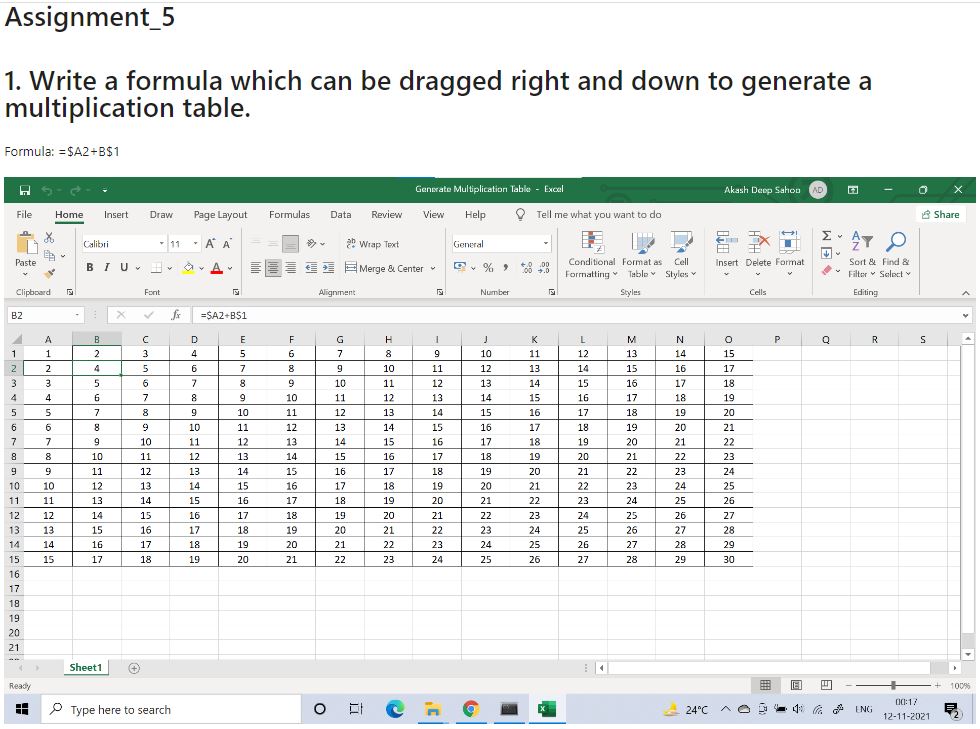 Assignment_5
1. Write a formula which can be dragged right and down to generate a
multiplication table.
Formula: =$A2+B$1
Generate Multiplication Table - Excel Akash Deep Sahoo AD
File Home Insert Draw Page Layout Formulas Data Review View Help Tell me what you want to do Share
Calibri 11 A A Wrap Text General
Paste B I U A Merge & Center % , Conditional Format as Cell Insert Delete Format Sort & Find &
Formatting Table Styles Filter Select
Clipboard Font Alignment Number Styles Cells Editing
B2 fx =$A2+B$1
A B C D E F G H I J K L M N O P Q R S
1 1 2 3 4 5 6 7 8 9 10 11 12 13 14 15
2 2 4 5 6 7 8 9 10 11 12 13 14 15 16 17
3 3 5 6 7 8 9 10 11 12 13 14 15 16 17 18
4 4 6 7 8 9 10 11 12 13 14 15 16 17 18 19
5 5 7 8 9 10 11 12 13 14 15 16 17 18 19 20
6 6 8 9 10 11 12 13 14 15 16 17 18 19 20 21
7 7 9 10 11 12 13 14 15 16 17 18 19 20 21 22
8 8 10 11 12 13 14 15 16 17 18 19 20 21 22 23
9 9 11 12 13 14 15 16 17 18 19 20 21 22 23 24
10 10 12 13 14 15 16 17 18 19 20 21 22 23 24 25
11 11 13 14 15 16 17 18 19 20 21 22 23 24 25 26
12 12 14 15 16 17 18 19 20 21 22 23 24 25 26 27
13 13 15 16 17 18 19 20 21 22 23 24 25 26 27 28
14 14 16 17 18 19 20 21 22 23 24 25 26 27 28 29
15 15 17 18 19 20 21 22 23 24 25 26 27 28 29 30
16
17
18
19
20
21
Sheet1
Ready 100%
Type here to search 24°C ENG 00:17
12-11-2021 2